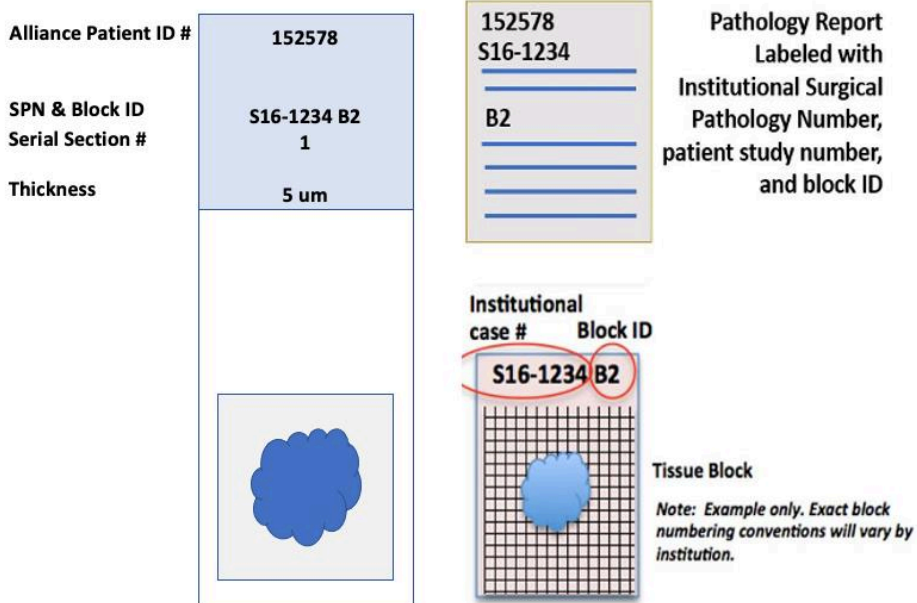 Alliance Patient ID #
152578
SPN & Block ID
S16-1234 B2
Serial Section #
1
Thickness
5 um
152578
S16-1234
B2
Pathology Report
Labeled with
Institutional Surgical
Pathology Number,
patient study number,
and block ID
Institutional
case #
Block ID
S16-1234 B2
Tissue Block
Note: Example only. Exact block
numbering conventions will vary by
institution.